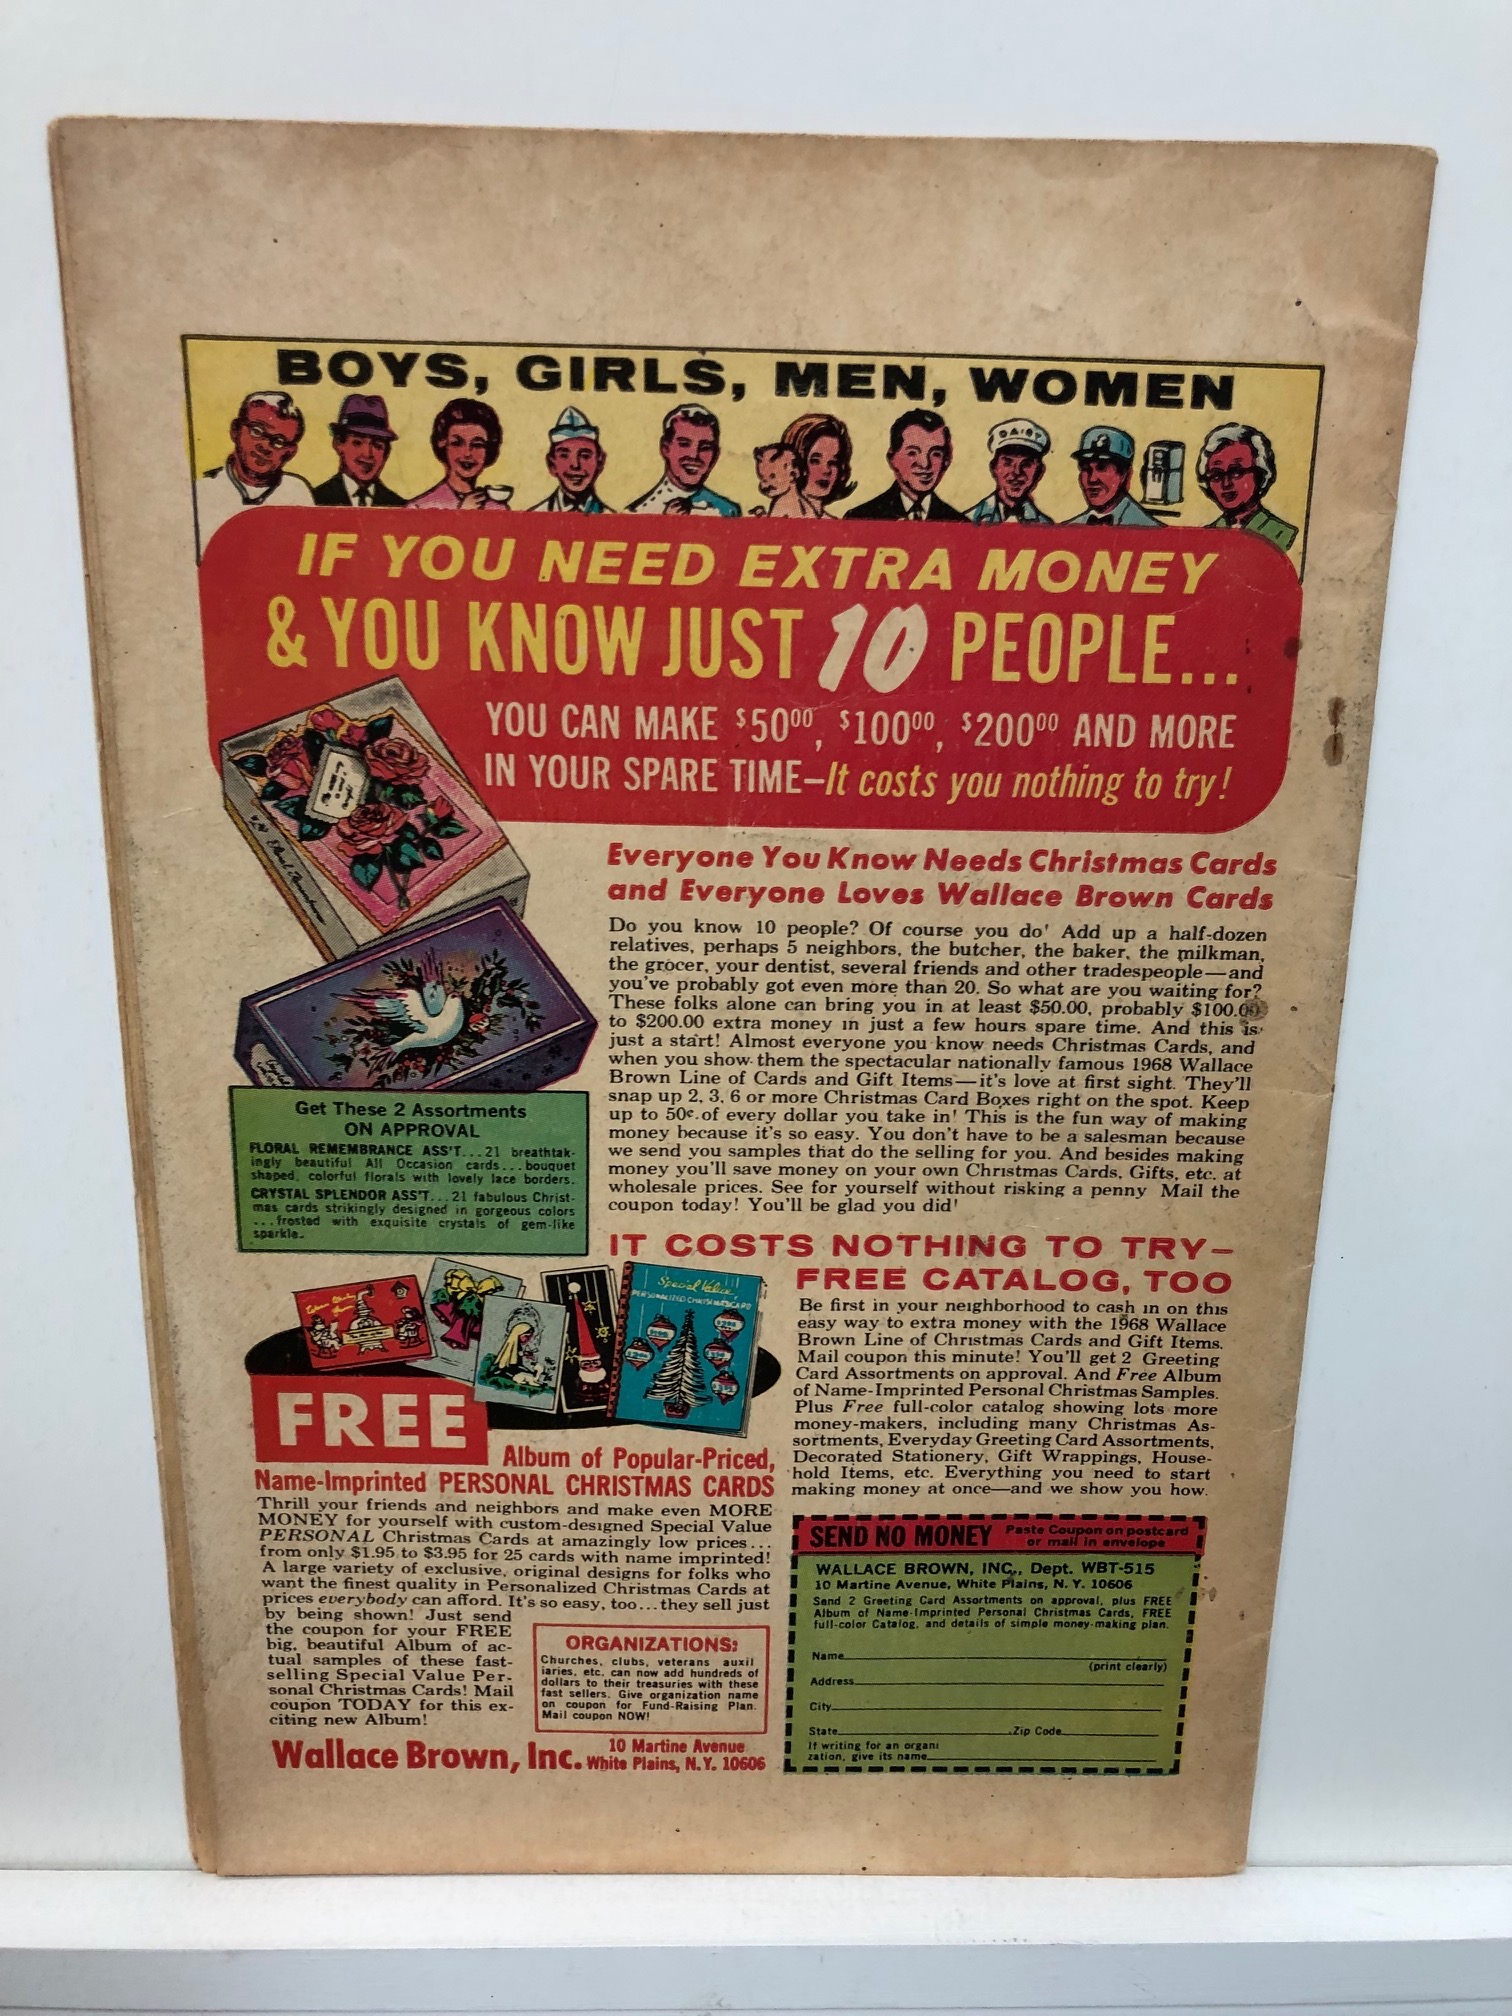 BOYS, GIRLS, MEN, WOMEN
DAIRY
IF YOU NEED EXTRA MONEY
& YOU KNOW JUST 10 PEOPLE...
YOU CAN MAKE $50⁰⁰, $100⁰⁰, $200⁰⁰ AND MORE
IN YOUR SPARE TIME–It costs you nothing to try!
Everyone You Know Needs Christmas Cards
and Everyone Loves Wallace Brown Cards
Do you know 10 people? Of course you do! Add up a half-dozen
relatives, perhaps 5 neighbors, the butcher, the baker, the milkman,
the grocer, your dentist, several friends and other tradespeople—and
you've probably got even more than 20. So what are you waiting for?
These folks alone can bring you in at least $50.00, probably $100.00
to $200.00 extra money in just a few hours spare time. And this is
just a start! Almost everyone you know needs Christmas Cards, and
when you show them the spectacular nationally famous 1968 Wallace
Brown Line of Cards and Gift Items—it's love at first sight. They'll
snap up 2, 3, 6 or more Christmas Card Boxes right on the spot. Keep
up to 50¢ of every dollar you take in! This is the fun way of making
money because it's so easy. You don't have to be a salesman because
we send you samples that do the selling for you. And besides making
money you'll save money on your own Christmas Cards, Gifts, etc. at
wholesale prices. See for yourself without risking a penny Mail the
coupon today! You'll be glad you did!
Get These 2 Assortments
ON APPROVAL
FLORAL REMEMBRANCE ASS'T...21 breathtak-
ingly beautiful All Occasion cards...bouquet
shaped, colorful florals with lovely lace borders.
CRYSTAL SPLENDOR ASS'T...21 fabulous Christ-
mas cards strikingly designed in gorgeous colors
...frosted with exquisite crystals of gem-like
sparkle.
IT COSTS NOTHING TO TRY–
FREE CATALOG, TOO
Be first in your neighborhood to cash in on this
easy way to extra money with the 1968 Wallace
Brown Line of Christmas Cards and Gift Items.
Mail coupon this minute! You'll get 2 Greeting
Card Assortments on approval. And Free Album
of Name-Imprinted Personal Christmas Samples.
Plus Free full-color catalog showing lots more
money-makers, including many Christmas As-
sortments, Everyday Greeting Card Assortments,
Decorated Stationery, Gift Wrappings, House-
hold Items, etc. Everything you need to start
making money at once—and we show you how.
Special Value
PERSONALIZED CHRISTMAS CARD
FREE
Album of Popular-Priced,
Name-Imprinted PERSONAL CHRISTMAS CARDS
Thrill your friends and neighbors and make even MORE
MONEY for yourself with custom-designed Special Value
PERSONAL Christmas Cards at amazingly low prices...
from only $1.95 to $3.95 for 25 cards with name imprinted!
A large variety of exclusive, original designs for folks who
want the finest quality in Personalized Christmas Cards at
prices everybody can afford. It's so easy, too...they sell just
by being shown! Just send
the coupon for your FREE
big, beautiful Album of ac-
tual samples of these fast-
selling Special Value Per-
sonal Christmas Cards! Mail
coupon TODAY for this ex-
citing new Album!
ORGANIZATIONS:
Churches, clubs, veterans auxil
iaries, etc. can now add hundreds of
dollars to their treasuries with these
fast sellers. Give organization name
on coupon for Fund-Raising Plan.
Mail coupon NOW!
Wallace Brown, Inc. 10 Martine Avenue
White Plains, N.Y. 10606
SEND NO MONEY Paste Coupon on postcard
or mail in envelope
WALLACE BROWN, INC., Dept. WBT-515
10 Martine Avenue, White Plains, N. Y. 10606
Send 2 Greeting Card Assortments on approval, plus FREE
Album of Name-Imprinted Personal Christmas Cards, FREE
full-color Catalog, and details of simple money-making plan.
Name
(print clearly)
Address
City
State Zip Code
If writing for an organi
zation, give its name